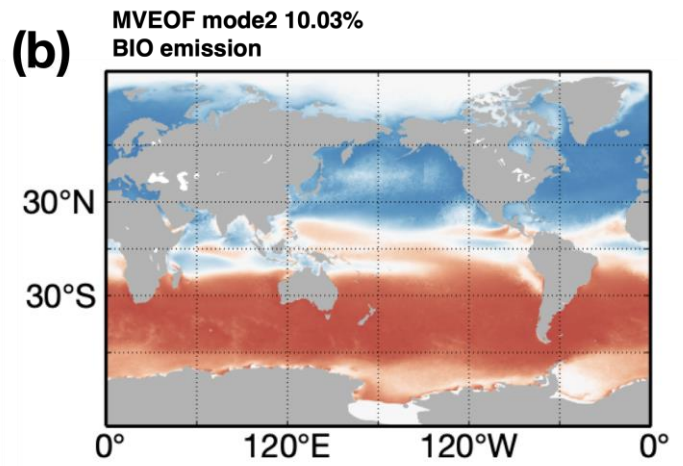 (b)
MVEOF mode2 10.03%
BIO emission
30°N
30°S
0° 120°E 120°W 0°